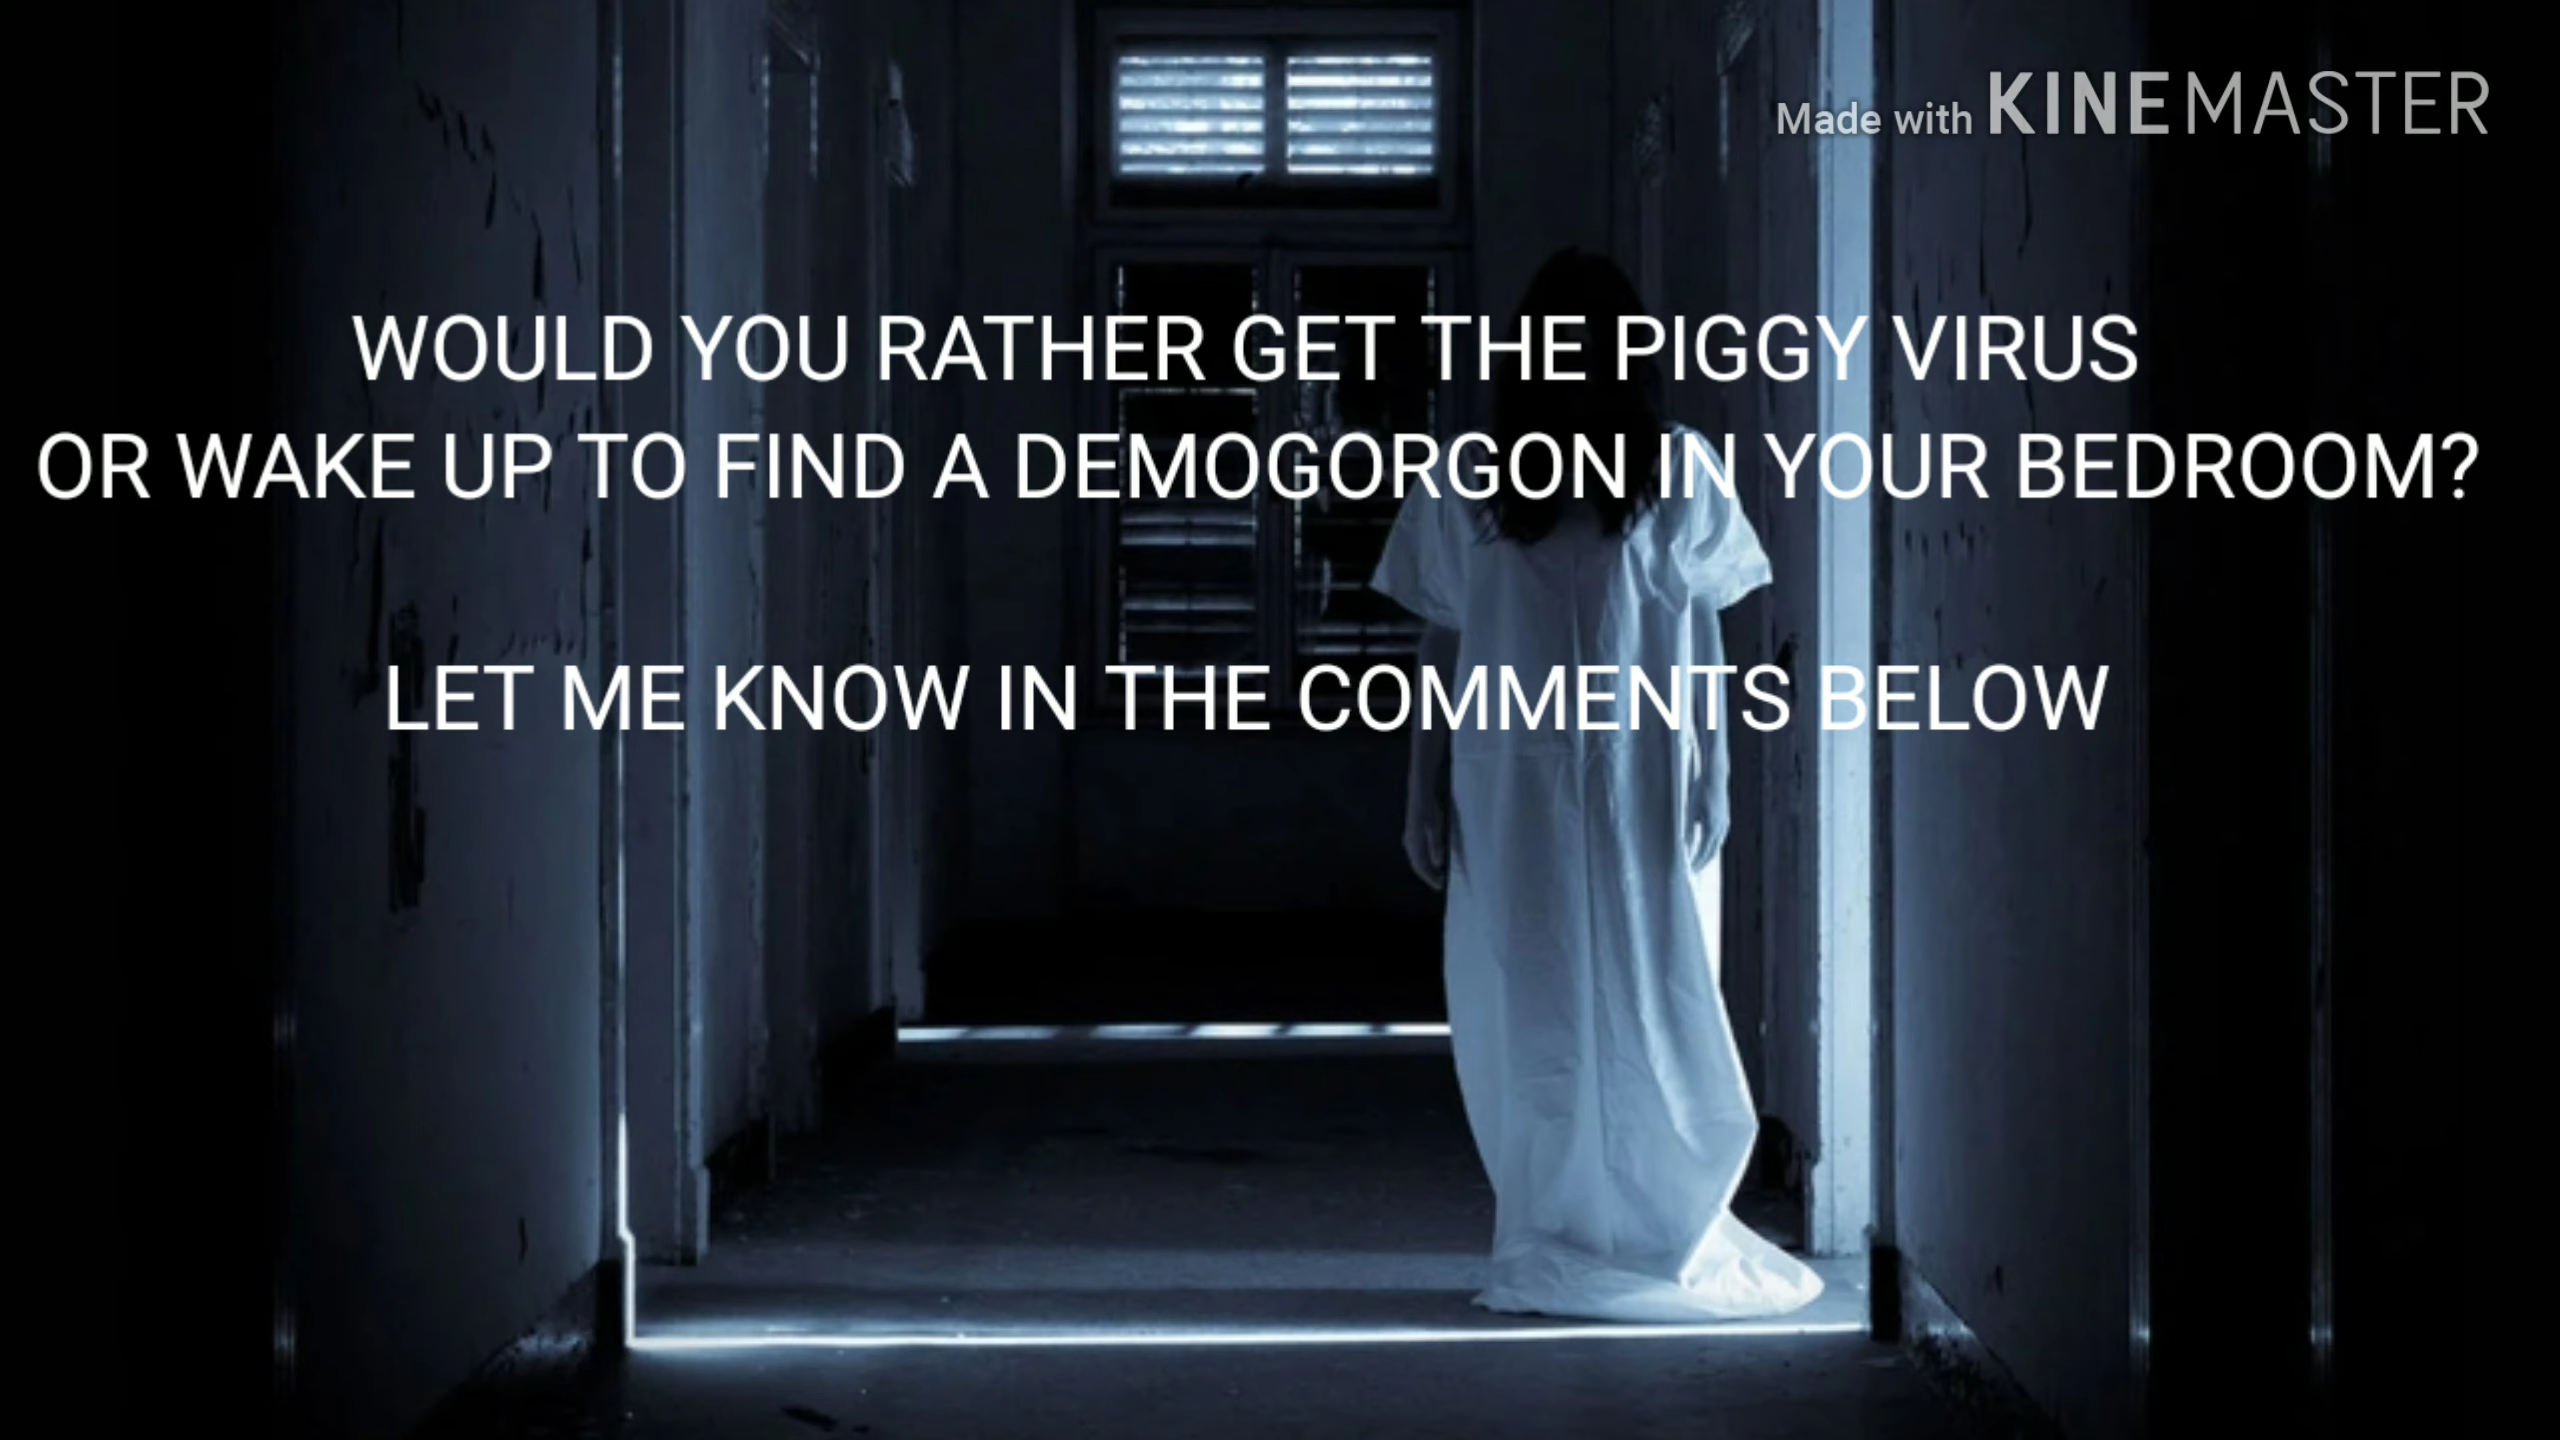 Made with KINEMASTER
WOULD YOU RATHER GET THE PIGGY VIRUS
OR WAKE UP TO FIND A DEMOGORGON IN YOUR BEDROOM?
LET ME KNOW IN THE COMMENTS BELOW